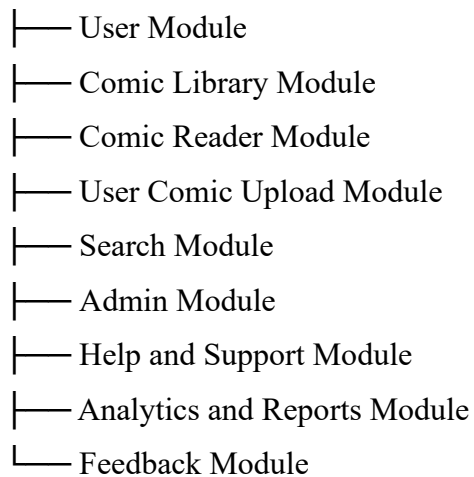 ├── User Module
├── Comic Library Module
├── Comic Reader Module
├── User Comic Upload Module
├── Search Module
├── Admin Module
├── Help and Support Module
├── Analytics and Reports Module
└── Feedback Module